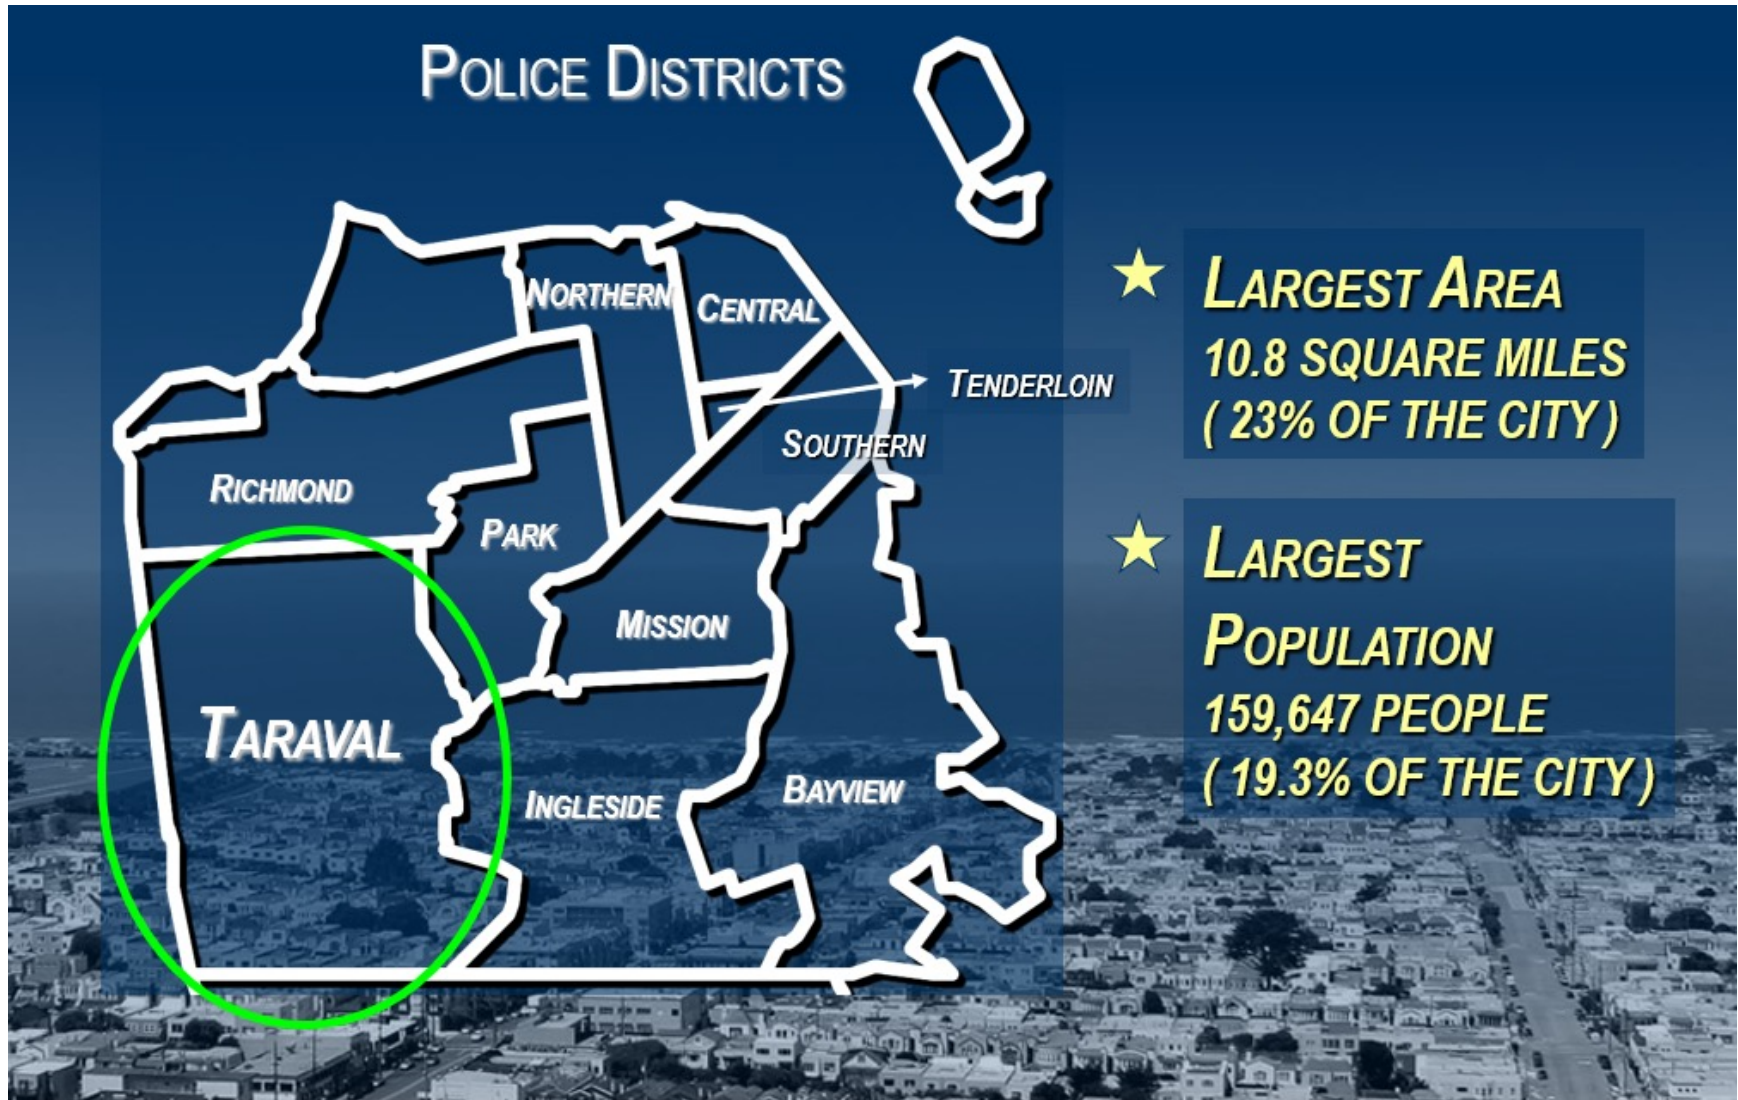 POLICE DISTRICTS
NORTHERN
CENTRAL
TENDERLOIN
SOUTHERN
RICHMOND
PARK
MISSION
TARAVAL
INGLESIDE
BAYVIEW
LARGEST AREA
10.8 SQUARE MILES
( 23% OF THE CITY )
LARGEST
POPULATION
159,647 PEOPLE
( 19.3% OF THE CITY )